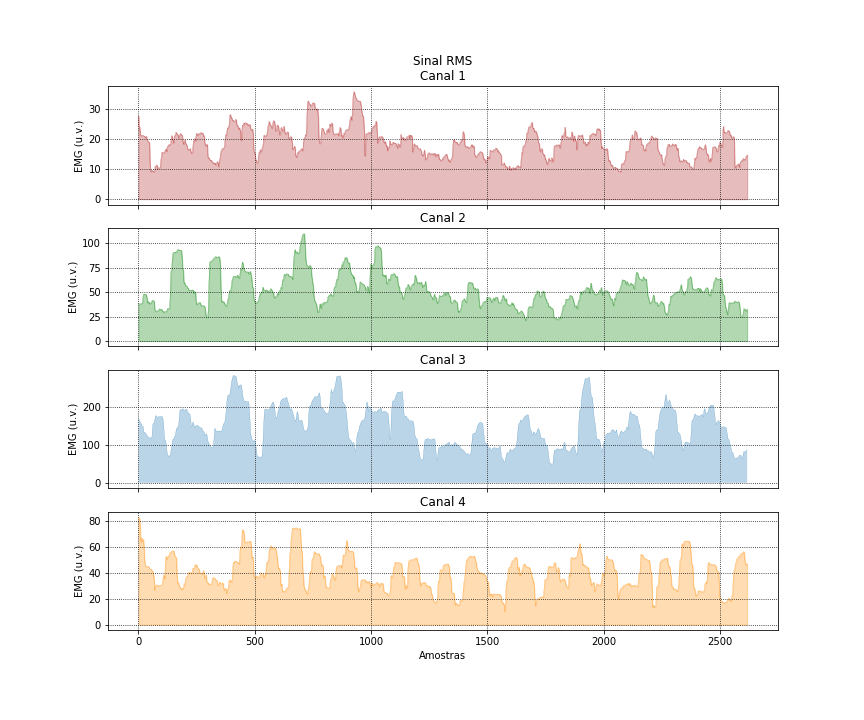 Sinal RMS
Canal 1
30
20
10
0
EMG (u.v.)
Canal 2
100
75
50
25
0
EMG (u.v.)
Canal 3
200
100
0
EMG (u.v.)
Canal 4
80
60
40
20
0
EMG (u.v.)
0 500 1000 1500 2000 2500
Amostras